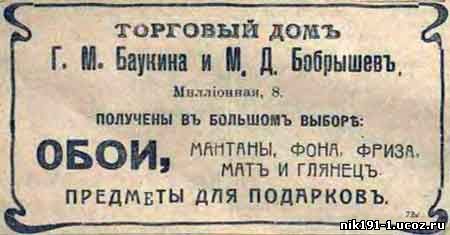 ТОРГОВЫЙ ДОМЪ
Г. М. Баукина и М. Д. Бобрышевъ,
Милліонная, 8.
ПОЛУЧЕНЫ ВЪ БОЛЬШОМЪ ВЫБОРѢ:
ОБОИ, МАНТАНЫ, ФОНА, ФРИЗА,
МАТЪ И ГЛЯНЕЦЪ.
ПРЕДМЕТЫ ДЛЯ ПОДАРКОВЪ.
nik191-1.ucoz.ru